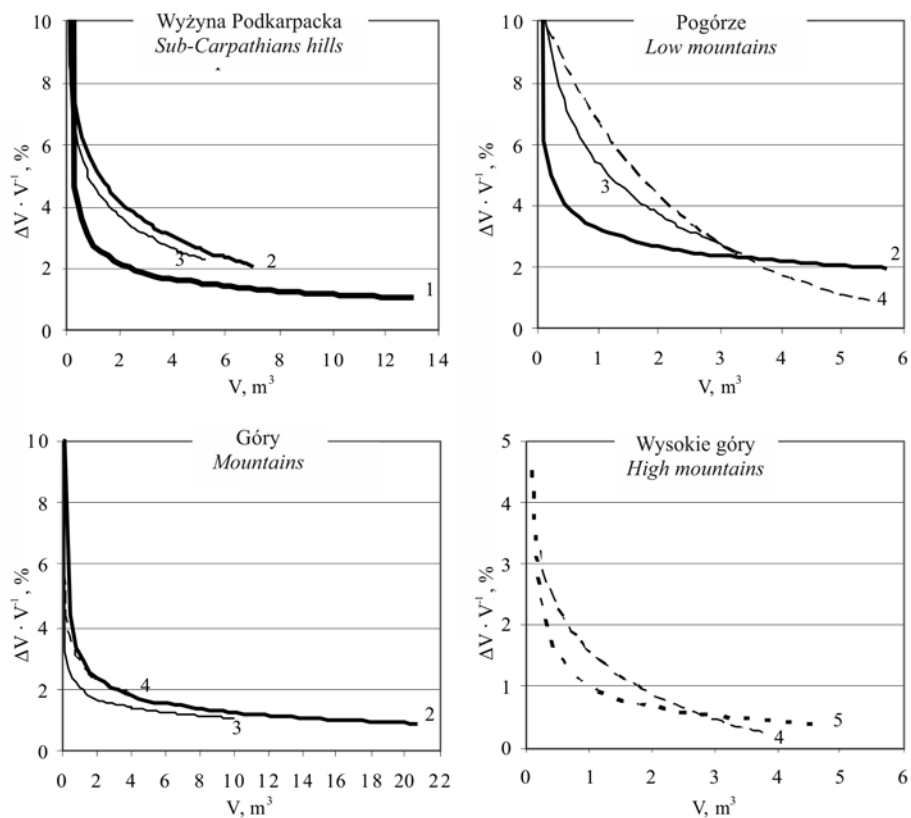 Wyżyna Podkarpacka
Sub-Carpathians hills
10
8
6
4
2
0
ΔV · V⁻¹, %
3
2
1
0 2 4 6 8 10 12 14
V, m³
Pogórze
Low mountains
10
8
6
4
2
0
ΔV · V⁻¹, %
3
2
4
0 1 2 3 4 5 6
V, m³
Góry
Mountains
10
8
6
4
2
0
ΔV · V⁻¹, %
4
3
2
0 2 4 6 8 10 12 14 16 18 20 22
V, m³
Wysokie góry
High mountains
5
4
3
2
1
0
ΔV · V⁻¹, %
5
4
0 1 2 3 4 5 6
V, m³